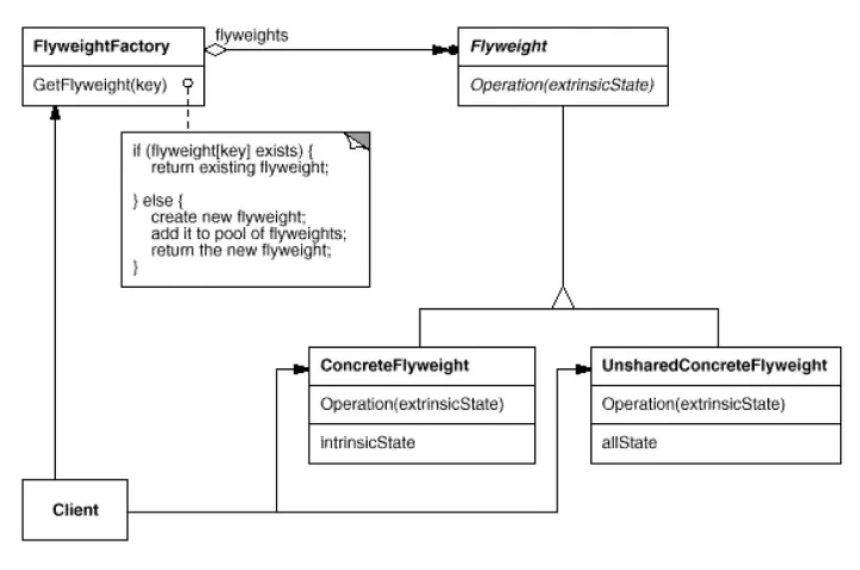 FlyweightFactory
flyweights
Flyweight
GetFlyweight(key)
Operation(extrinsicState)
if (flyweight[key] exists) {
return existing flyweight;
} else {
create new flyweight;
add it to pool of flyweights;
return the new flyweight;
}
ConcreteFlyweight
Operation(extrinsicState)
intrinsicState
UnsharedConcreteFlyweight
Operation(extrinsicState)
allState
Client